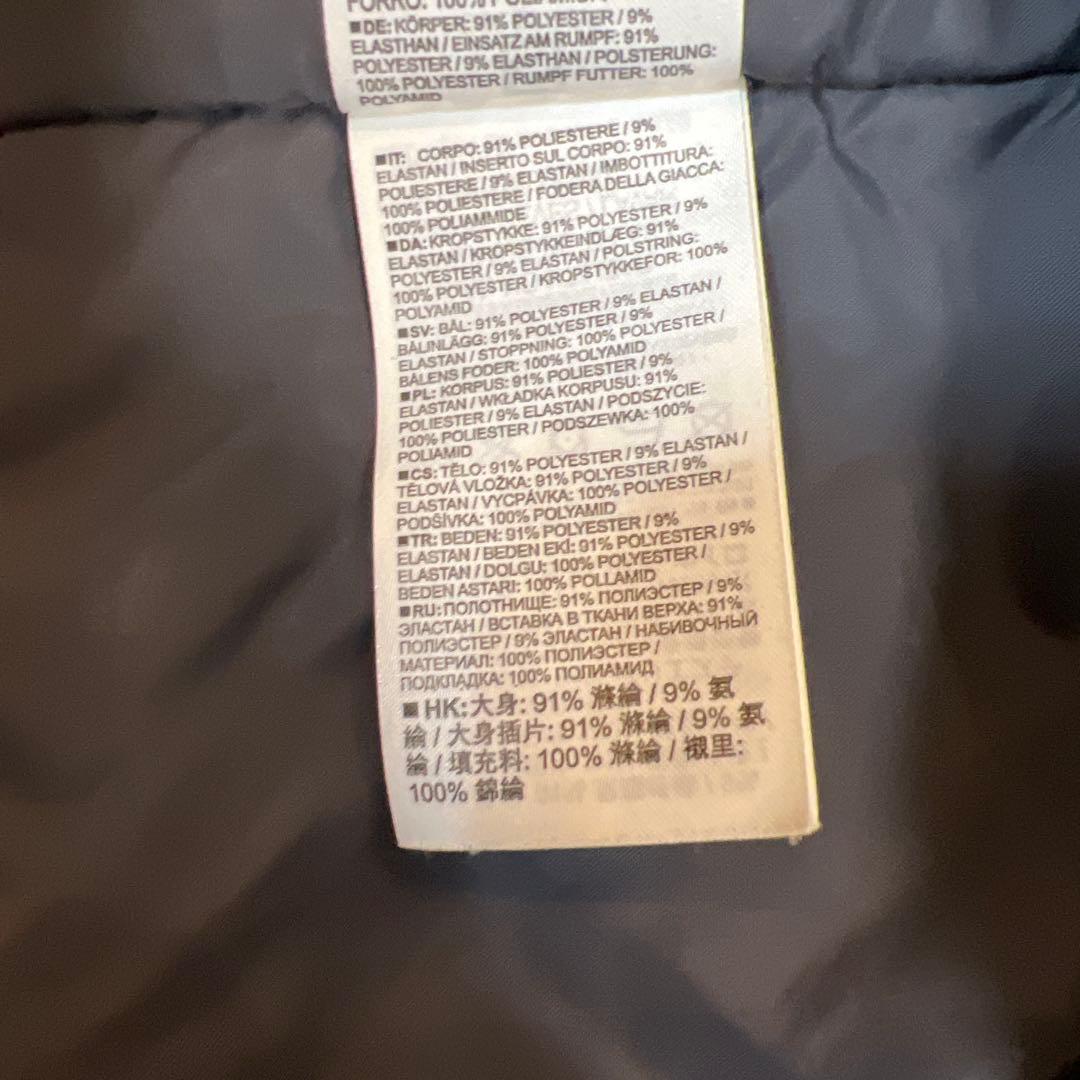 FORRO: 100%
■DE: KÖRPER: 91% POLYESTER / 9%
ELASTHAN / EINSATZ AM RUMPF: 91%
POLYESTER / 9% ELASTHAN / POLSTERUNG:
100% POLYESTER / RUMPF FUTTER: 100%
POLYAMID
■IT: CORPO: 91% POLIESTERE / 9%
ELASTAN / INSERTO SUL CORPO: 91%
POLIESTERE / 9% ELASTAN / IMBOTTITURA:
100% POLIESTERE / FODERA DELLA GIACCA:
100% POLIAMMIDE
■DA: KROPSTYKKE: 91% POLYESTER / 9%
ELASTAN / KROPSTYKKEINDLÆG: 91%
POLYESTER / 9% ELASTAN / POLSTRING:
100% POLYESTER / KROPSTYKKEFOR: 100%
POLYAMID
■SV: BÅL: 91% POLYESTER / 9% ELASTAN /
BÅLINLÄGG: 91% POLYESTER / 9%
ELASTAN / STOPPNING: 100% POLYESTER /
BÅLENS FODER: 100% POLYAMID
■PL: KORPUS: 91% POLIESTER / 9%
ELASTAN / WKŁADKA KORPUSU: 91%
POLIESTER / 9% ELASTAN / PODSZYCIE:
100% POLIESTER / PODSZEWKA: 100%
POLIAMID
■CS: TĚLO: 91% POLYESTER / 9% ELASTAN /
TĚLOVÁ VLOŽKA: 91% POLYESTER / 9%
ELASTAN / VYCPÁVKA: 100% POLYESTER /
PODŠÍVKA: 100% POLYAMID
■TR: BEDEN: 91% POLYESTER / 9%
ELASTAN / BEDEN EKİ: 91% POLYESTER / 9%
ELASTAN / DOLGU: 100% POLYESTER /
BEDEN ASTARI: 100% POLLAMID
■RU: ПОЛОТНИЩЕ: 91% ПОЛИЭСТЕР / 9%
ЭЛАСТАН / ВСТАВКА В ТКАНИ ВЕРХА: 91%
ПОЛИЭСТЕР / 9% ЭЛАСТАН / НАБИВОЧНЫЙ
МАТЕРИАЛ: 100% ПОЛИЭСТЕР /
ПОДКЛАДКА: 100% ПОЛИАМИД
■HK: 大身: 91% 滌綸 / 9% 氨
綸 / 大身插片: 91% 滌綸 / 9% 氨
綸 / 填充料: 100% 滌綸 / 襯里:
100% 錦綸